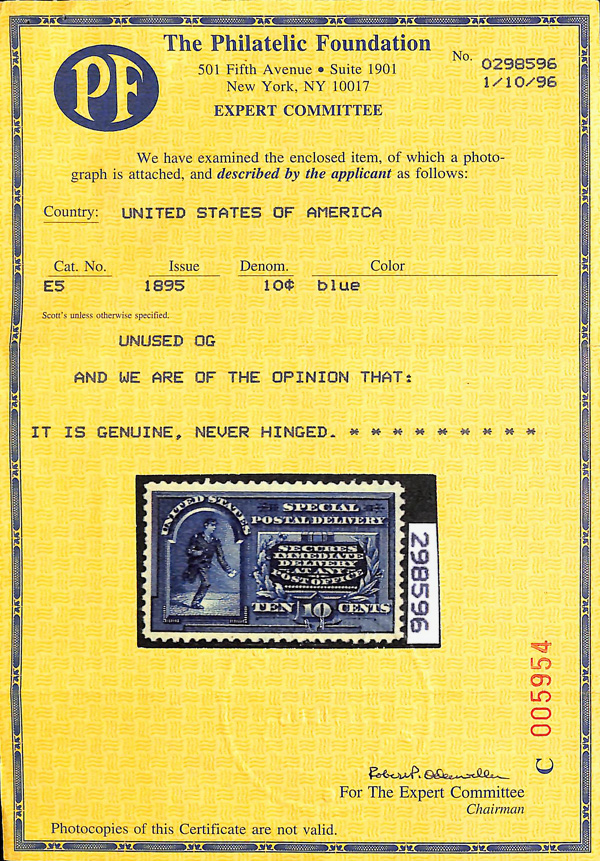 PF
The Philatelic Foundation
501 Fifth Avenue • Suite 1901
New York, NY 10017
EXPERT COMMITTEE
No. 0298596
1/10/96
We have examined the enclosed item, of which a photo-
graph is attached, and described by the applicant as follows:
Country: UNITED STATES OF AMERICA
Cat. No. Issue Denom. Color
E5 1895 10¢ blue
Scott's unless otherwise specified.
UNUSED OG
AND WE ARE OF THE OPINION THAT:
IT IS GENUINE, NEVER HINGED. * * * * * * * * *
UNITED STATES
SPECIAL
POSTAL DELIVERY
SECURES
IMMEDIATE
DELIVERY
AT ANY
POST OFFICE
TEN 10 CENTS
298596
C 005954
Robert P. Odenweller
For The Expert Committee
Chairman
Photocopies of this Certificate are not valid.